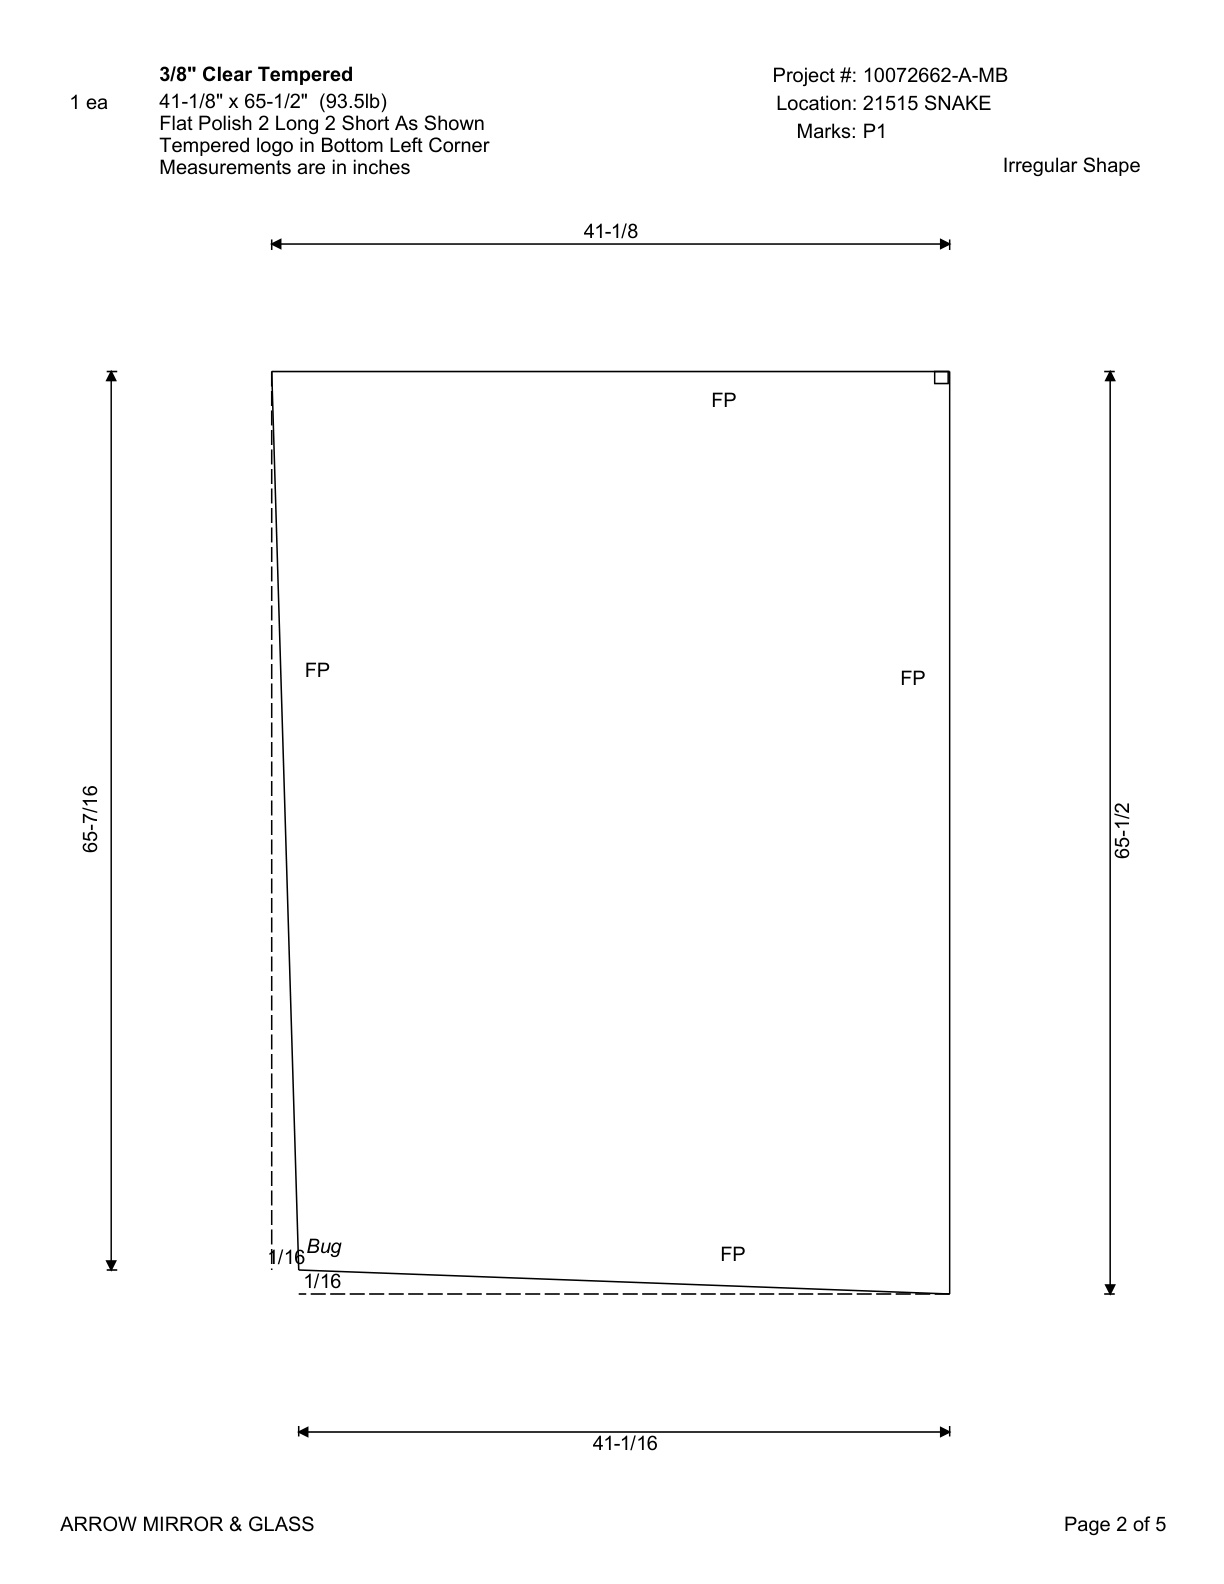 3/8" Clear Tempered
1 ea
41-1/8" x 65-1/2"  (93.5lb)
Flat Polish 2 Long 2 Short As Shown
Tempered logo in Bottom Left Corner
Measurements are in inches
Project #: 10072662-A-MB
Location: 21515 SNAKE
Marks: P1
Irregular Shape
41-1/8
FP
FP
FP
65-7/16
65-1/2
Bug
1/16
FP
1/16
41-1/16
ARROW MIRROR & GLASS
Page 2 of 5